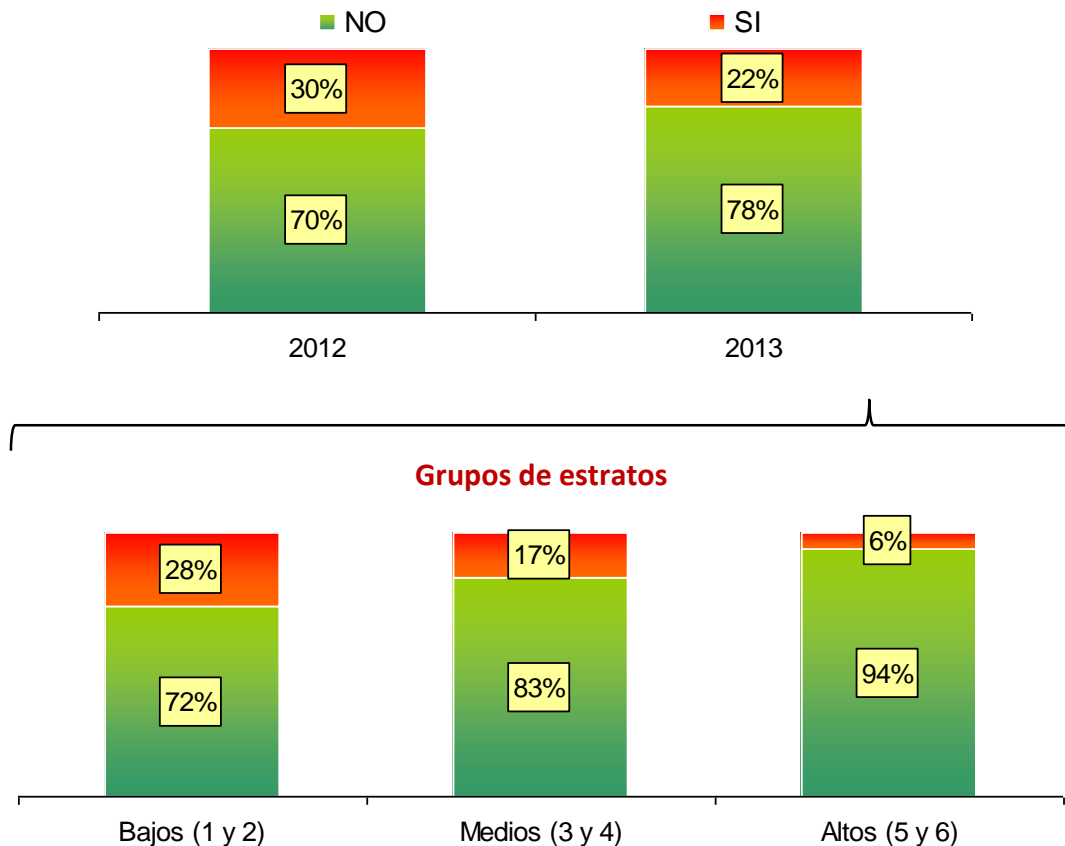 NO SI
30% 22%
70% 78%
2012 2013
Grupos de estratos
28% 17% 6%
72% 83% 94%
Bajos (1 y 2) Medios (3 y 4) Altos (5 y 6)